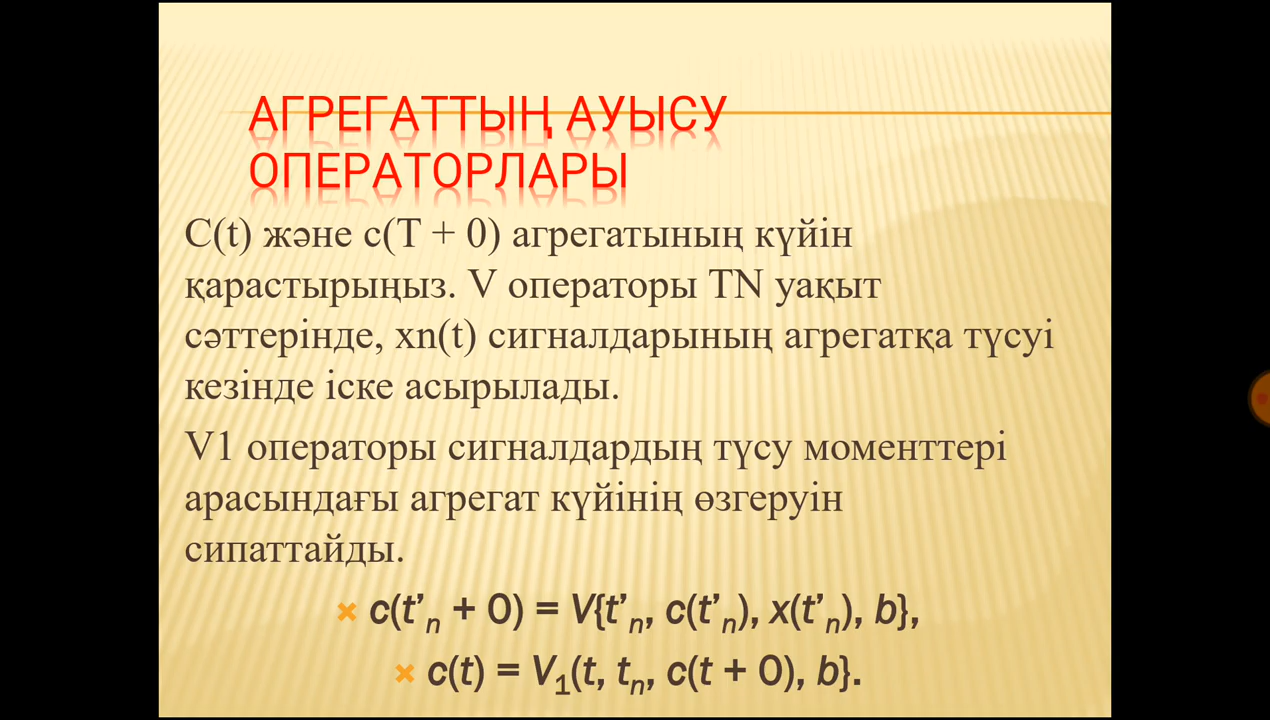 АГРЕГАТТЫҢ АУЫСУ
ОПЕРАТОРЛАРЫ
C(t) және c(T + 0) агрегатының күйін
қарастырыңыз. V операторы TN уақыт
сәттерінде, xn(t) сигналдарының агрегатқа түсуі
кезінде іске асырылады.
V1 операторы сигналдардың түсу моменттері
арасындағы агрегат күйінің өзгеруін
сипаттайды.
c(t’n + 0) = V{t’n, c(t’n), x(t’n), b},
c(t) = V1(t, tn, c(t + 0), b}.